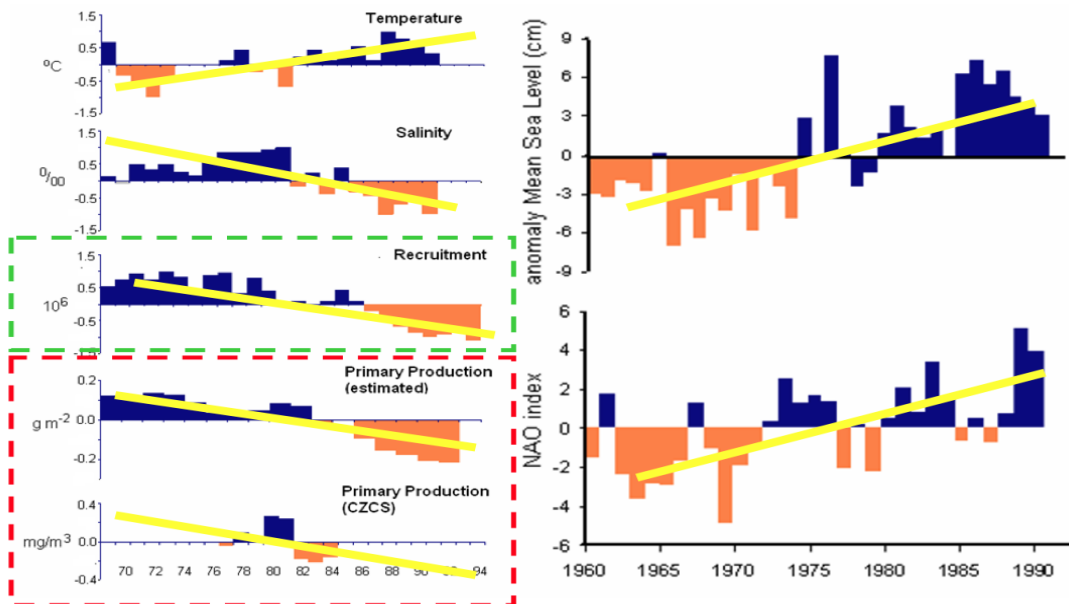 Temperature
1.5
0.5
ºC
-0.5
-1.5
Salinity
1.5
0.5
0/00
-0.5
-1.5
Recruitment
1.5
0.5
10⁶
-0.5
-1.5
Primary Production
(estimated)
0.2
g m⁻²
0.0
-0.2
Primary Production
(CZCS)
0.4
mg/m³
0.0
-0.4
70 72 74 76 78 80 82 84 86 88 90 94
anomaly Mean Sea Level (cm)
9
6
3
0
-3
-6
-9
NAO index
6
4
2
0
-2
-4
-6
1960 1965 1970 1975 1980 1985 1990